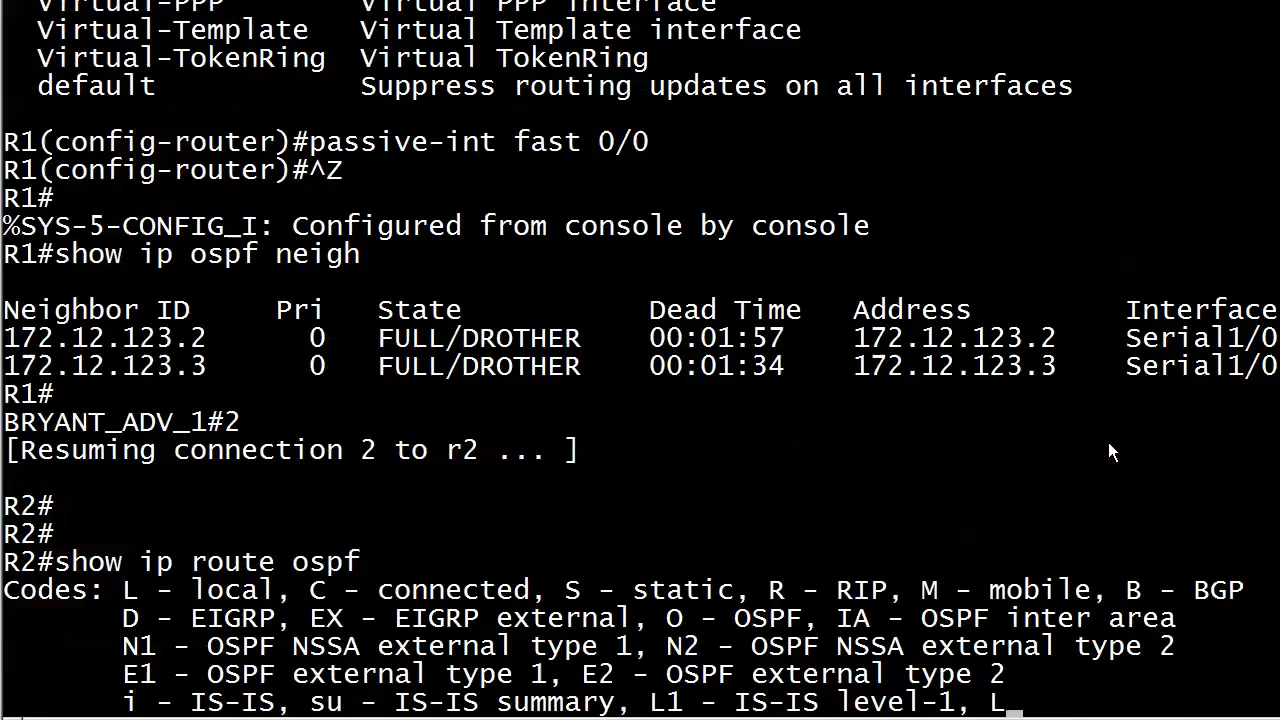 Virtual-PPP Virtual PPP interface
Virtual-Template Virtual Template interface
Virtual-TokenRing Virtual TokenRing
default Suppress routing updates on all interfaces
R1(config-router)#passive-int fast 0/0
R1(config-router)#^Z
R1#
%SYS-5-CONFIG_I: Configured from console by console
R1#show ip ospf neigh
Neighbor ID Pri State Dead Time Address Interface
172.12.123.2 0 FULL/DROTHER 00:01:57 172.12.123.2 Serial1/0
172.12.123.3 0 FULL/DROTHER 00:01:34 172.12.123.3 Serial1/0
R1#
BRYANT_ADV_1#2
[Resuming connection 2 to r2 ... ]
R2#
R2#
R2#show ip route ospf
Codes: L - local, C - connected, S - static, R - RIP, M - mobile, B - BGP
D - EIGRP, EX - EIGRP external, O - OSPF, IA - OSPF inter area
N1 - OSPF NSSA external type 1, N2 - OSPF NSSA external type 2
E1 - OSPF external type 1, E2 - OSPF external type 2
i - IS-IS, su - IS-IS summary, L1 - IS-IS level-1, L